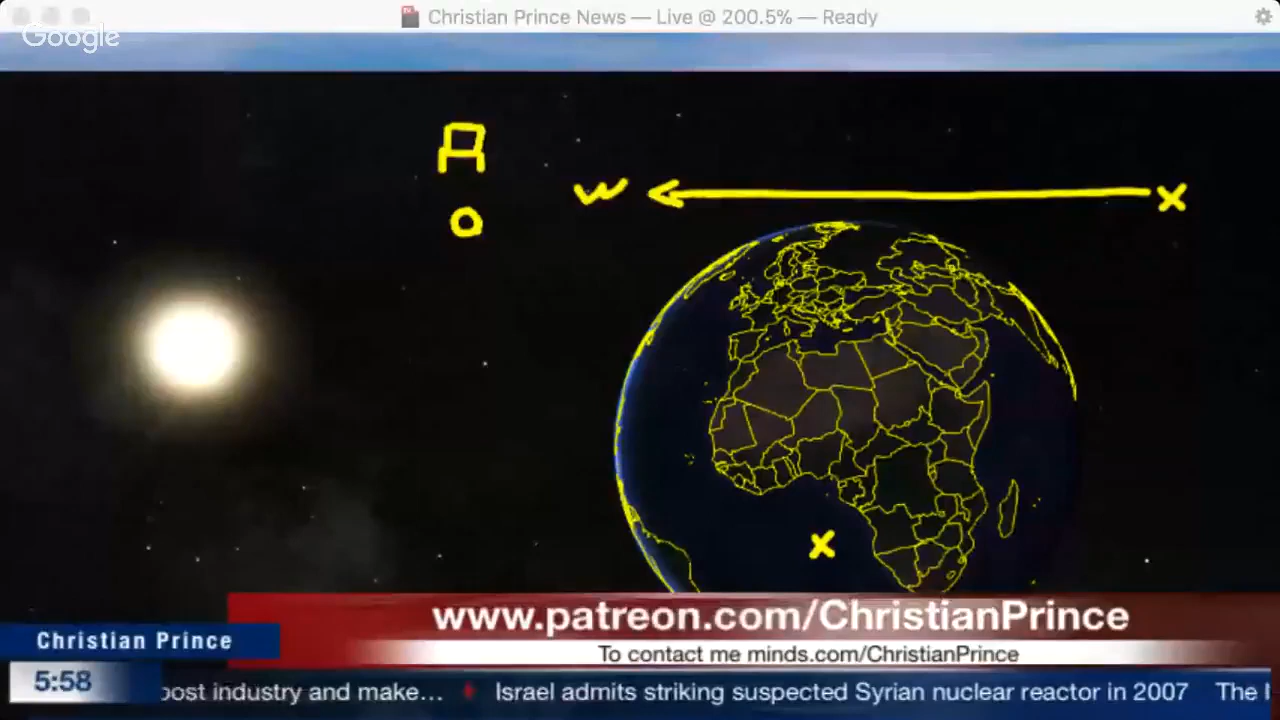 Christian Prince News — Live @ 200.5% — Ready
Google
W
X
X
www.patreon.com/ChristianPrince
Christian Prince
To contact me minds.com/ChristianPrince
5:58
oost industry and make... Israel admits striking suspected Syrian nuclear reactor in 2007 The